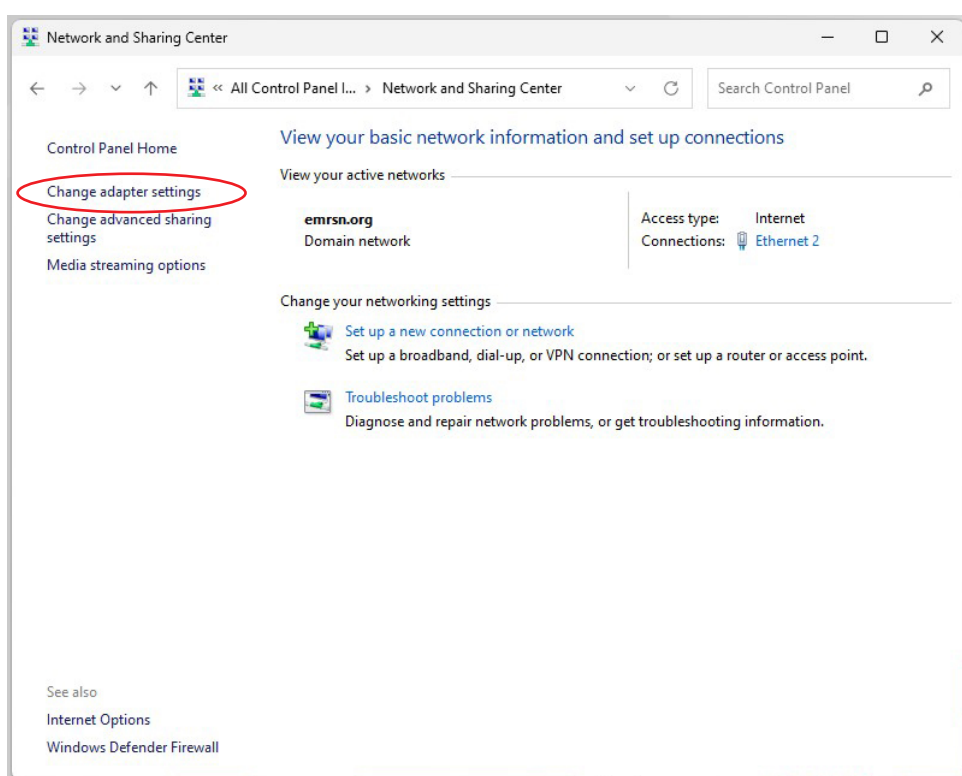 Network and Sharing Center
« All Control Panel I... › Network and Sharing Center
Search Control Panel
Control Panel Home
Change adapter settings
Change advanced sharing
settings
Media streaming options
View your basic network information and set up connections
View your active networks
emrsn.org
Domain network
Access type: Internet
Connections: Ethernet 2
Change your networking settings
Set up a new connection or network
Set up a broadband, dial-up, or VPN connection; or set up a router or access point.
Troubleshoot problems
Diagnose and repair network problems, or get troubleshooting information.
See also
Internet Options
Windows Defender Firewall